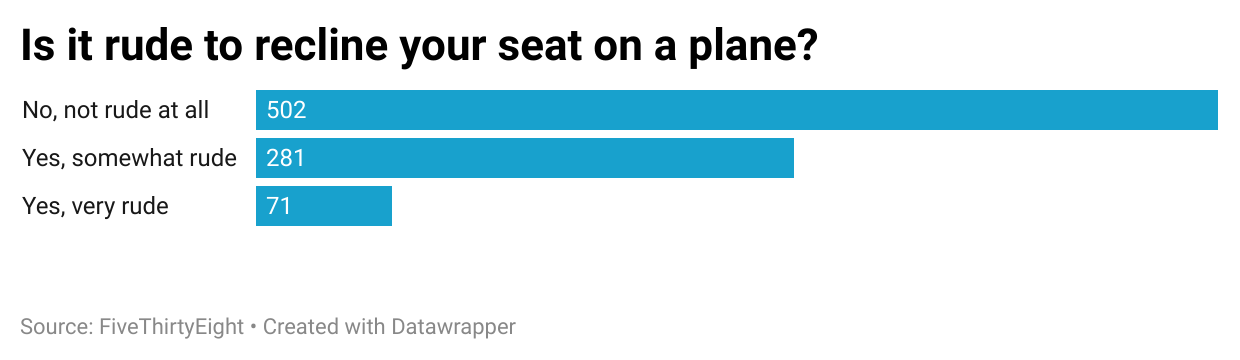 Is it rude to recline your seat on a plane?
No, not rude at all 502
Yes, somewhat rude 281
Yes, very rude 71
Source: FiveThirtyEight • Created with Datawrapper